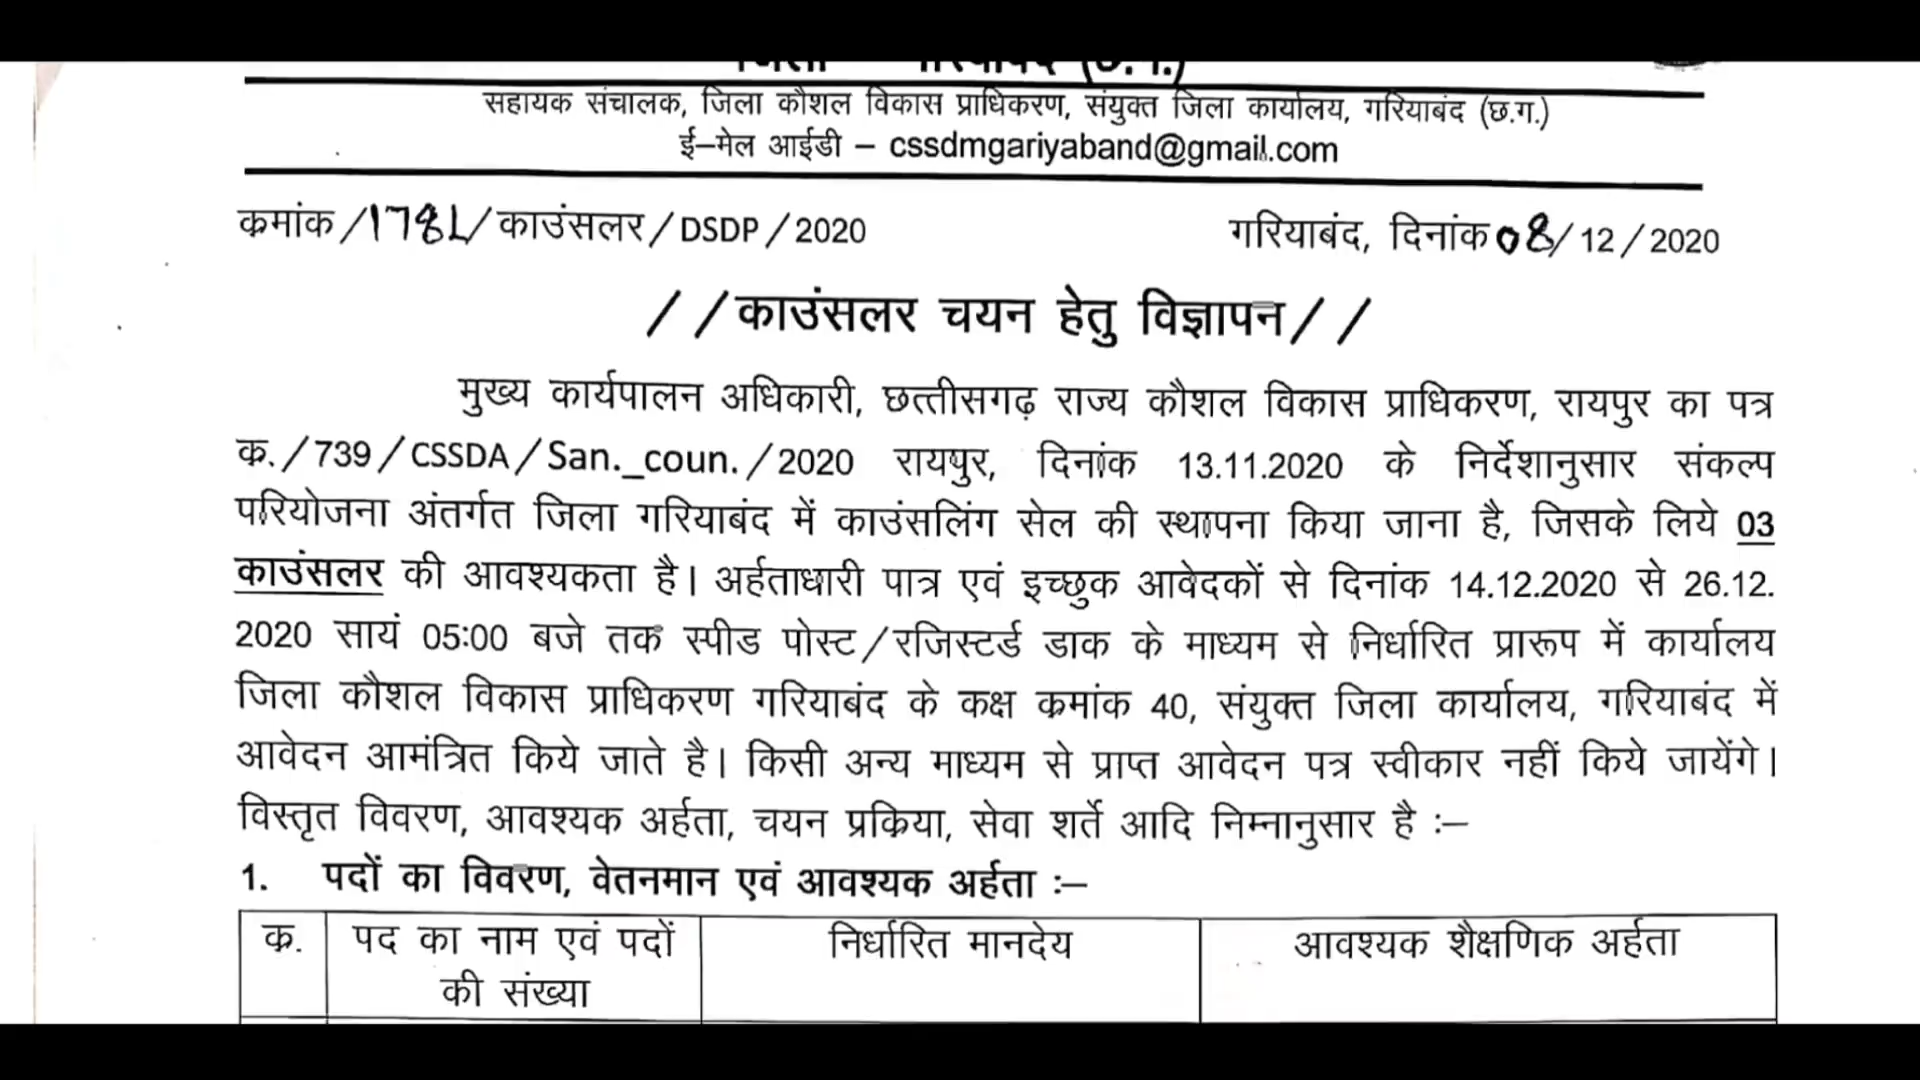 सहायक संचालक, जिला कौशल विकास प्राधिकरण, संयुक्त जिला कार्यालय, गरियाबंद (छ.ग.)
ई–मेल आईडी – cssdmgariyaband@gmail.com
कमांक/1781/काउंसलर/DSDP/2020 गरियाबंद, दिनांक 08/12/2020
//काउंसलर चयन हेतु विज्ञापन//
मुख्य कार्यपालन अधिकारी, छत्तीसगढ़ राज्य कौशल विकास प्राधिकरण, रायपुर का पत्र
क./739/CSSDA/San._coun./2020 रायपुर, दिनांक 13.11.2020 के निर्देशानुसार संकल्प
परियोजना अंतर्गत जिला गरियाबंद में काउंसलिंग सेल की स्थापना किया जाना है, जिसके लिये 03
काउंसलर की आवश्यकता है। अर्हताधारी पात्र एवं इच्छुक आवेदकों से दिनांक 14.12.2020 से 26.12.
2020 सायं 05:00 बजे तक स्पीड पोस्ट/रजिस्टर्ड डाक के माध्यम से निर्धारित प्रारूप में कार्यालय
जिला कौशल विकास प्राधिकरण गरियाबंद के कक्ष कमांक 40, संयुक्त जिला कार्यालय, गरियाबंद में
आवेदन आमंत्रित किये जाते है। किसी अन्य माध्यम से प्राप्त आवेदन पत्र स्वीकार नहीं किये जायेंगे।
विस्तृत विवरण, आवश्यक अर्हता, चयन प्रकिया, सेवा शर्ते आदि निम्नानुसार है :–
1. पदों का विवरण, वेतनमान एवं आवश्यक अर्हता :–
क. पद का नाम एवं पदों निर्धारित मानदेय आवश्यक शैक्षणिक अर्हता
की संख्या